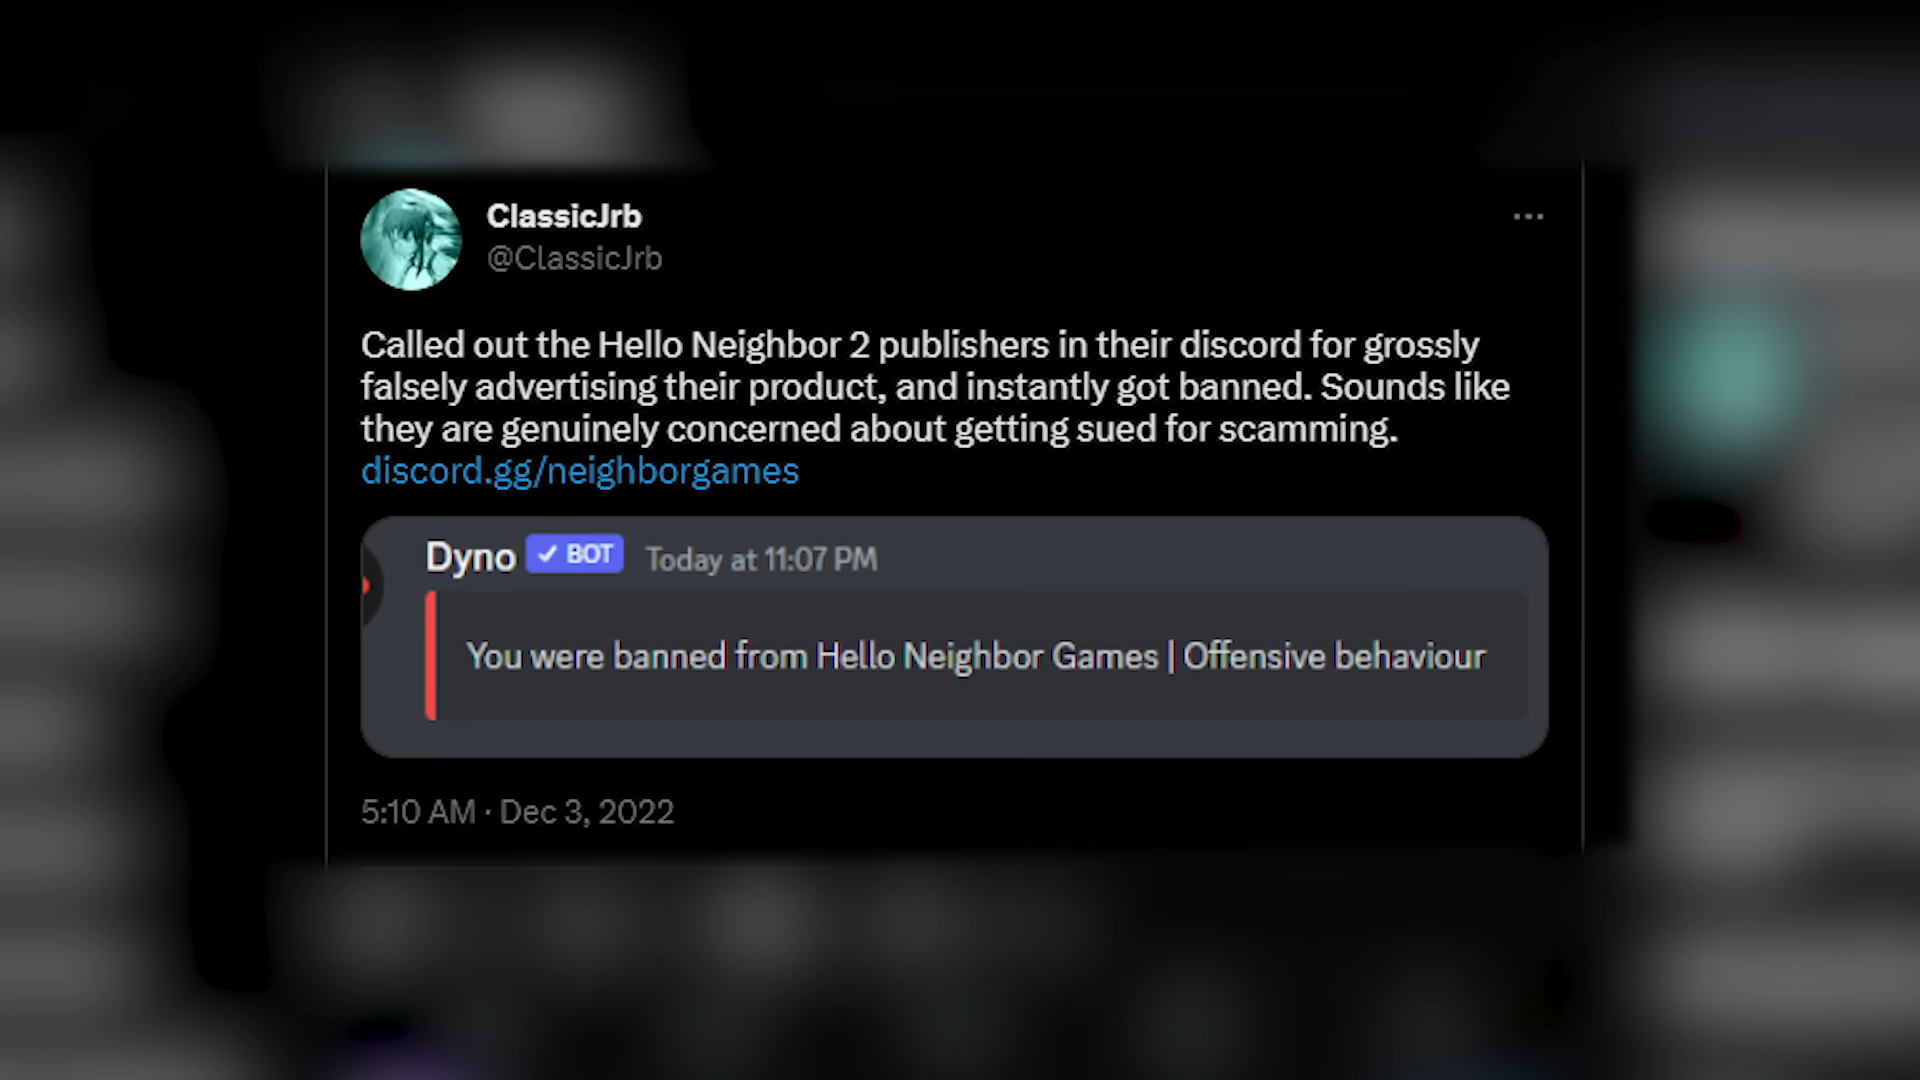 ClassicJrb
@ClassicJrb
Called out the Hello Neighbor 2 publishers in their discord for grossly
falsely advertising their product, and instantly got banned. Sounds like
they are genuinely concerned about getting sued for scamming.
discord.gg/neighborgames
Dyno ✓ BOT Today at 11:07 PM
You were banned from Hello Neighbor Games | Offensive behaviour
5:10 AM · Dec 3, 2022